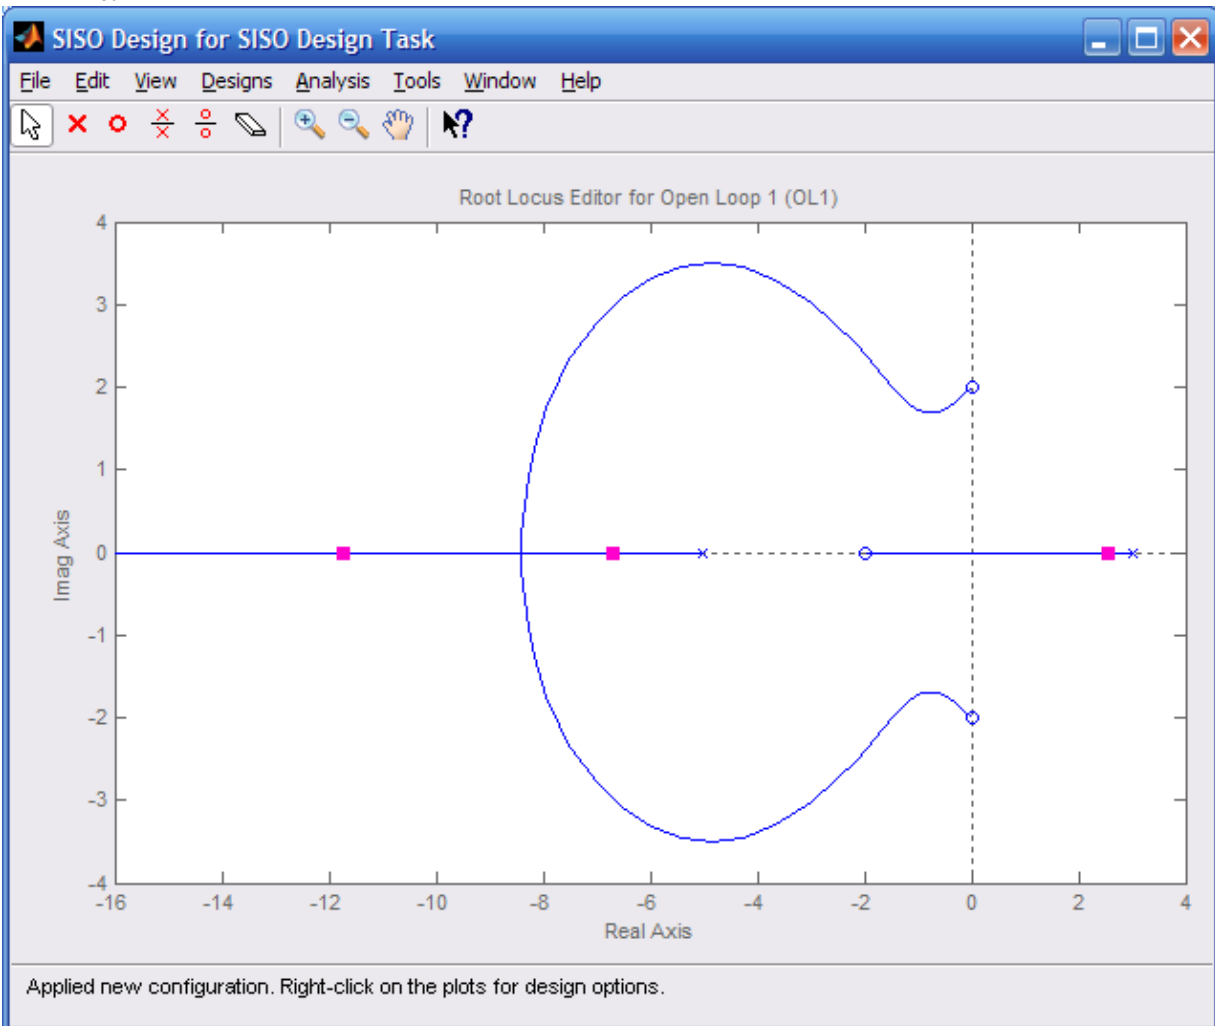 SISO Design for SISO Design Task
File Edit View Designs Analysis Tools Window Help
Root Locus Editor for Open Loop 1 (OL1)
4
3
2
1
0
-1
-2
-3
-4
Imag Axis
-16 -14 -12 -10 -8 -6 -4 -2 0 2 4
Real Axis
Applied new configuration. Right-click on the plots for design options.